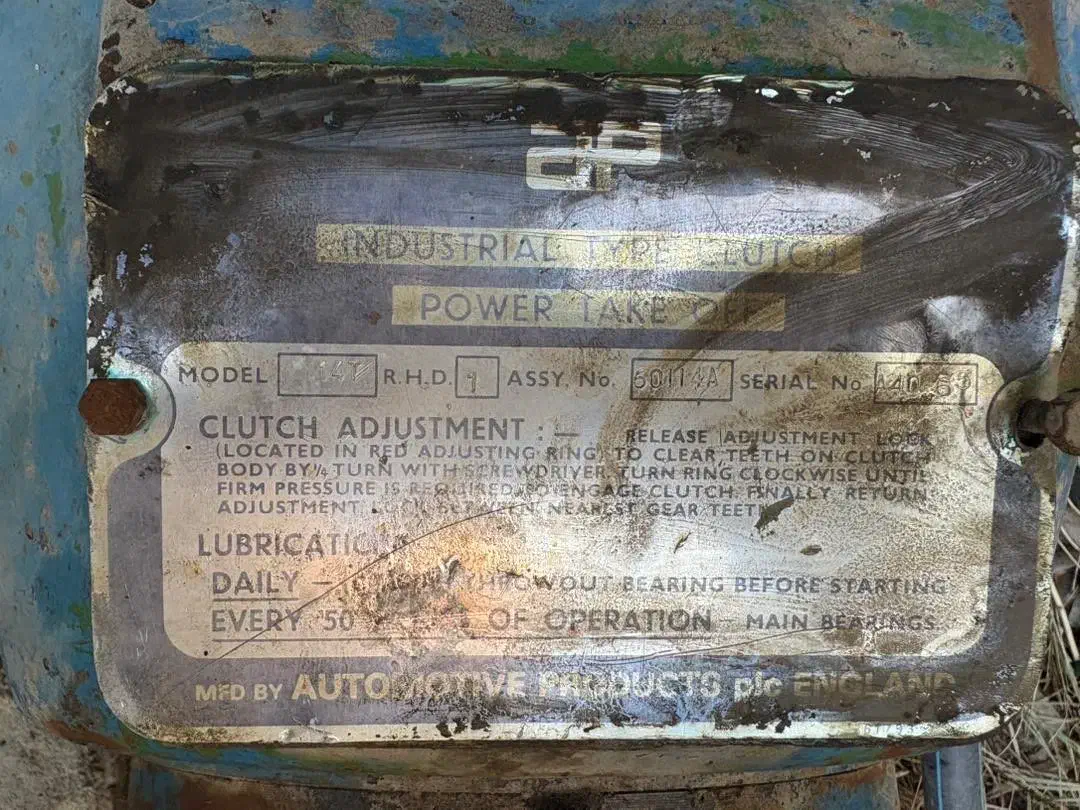 AP
INDUSTRIAL TYPE CLUTCH
POWER TAKE OFF
MODEL R.H.D. 1 ASSY. No. 60114A SERIAL No
CLUTCH ADJUSTMENT : — RELEASE ADJUSTMENT LOCK
(LOCATED IN RED ADJUSTING RING) TO CLEAR TEETH ON CLUTCH
BODY BY ¼ TURN WITH SCREWDRIVER. TURN RING CLOCKWISE UNTIL
FIRM PRESSURE IS REQUIRED TO ENGAGE CLUTCH. FINALLY RETURN
ADJUSTMENT LOCK BETWEEN NEAREST GEAR TEETH
LUBRICATION
DAILY — THROWOUT BEARING BEFORE STARTING
EVERY 50 OF OPERATION — MAIN BEARINGS
MFD BY AUTOMOTIVE PRODUCTS plc ENGLAND